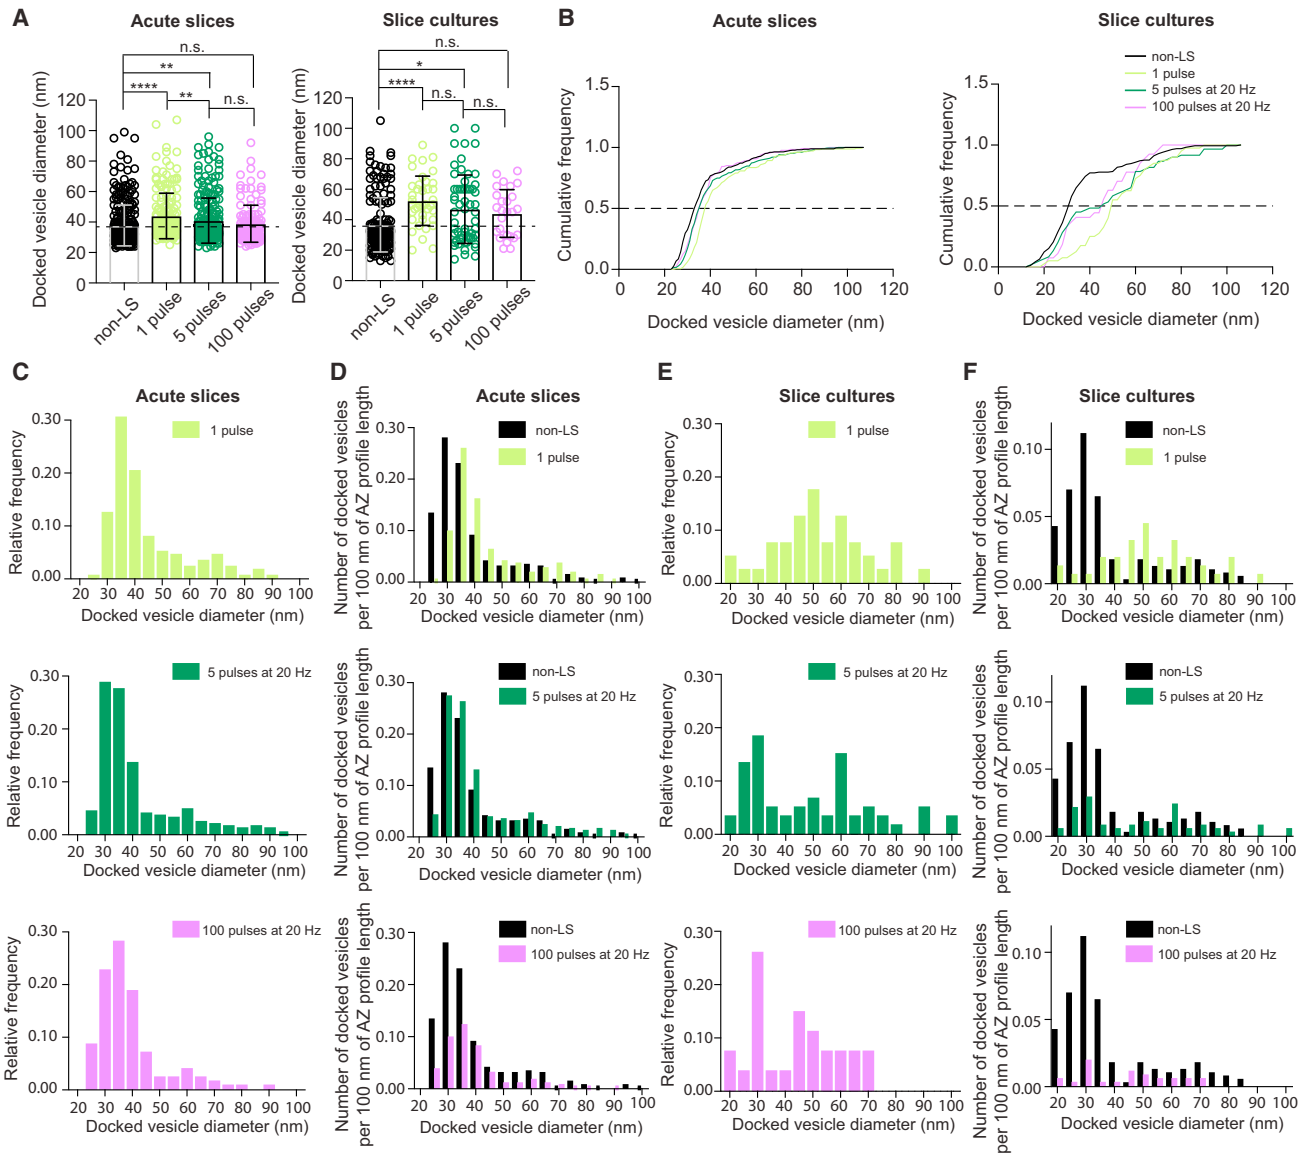 A
Acute slices
Slice cultures
n.s.
**
****
**
n.s.
Docked vesicle diameter (nm)
120
100
80
60
40
20
0
non-LS
1 pulse
5 pulses
100 pulses
n.s.
*
****
n.s.
n.s.
Docked vesicle diameter (nm)
120
100
80
60
40
20
0
non-LS
1 pulse
5 pulses
100 pulses
B
Acute slices
Slice cultures
Cumulative frequency
1.5
1.0
0.5
0.0
0 20 40 60 80 100 120
Docked vesicle diameter (nm)
non-LS
1 pulse
5 pulses at 20 Hz
100 pulses at 20 Hz
Cumulative frequency
1.5
1.0
0.5
0.0
0 20 40 60 80 100 120
Docked vesicle diameter (nm)
C
Acute slices
1 pulse
Relative frequency
0.30
0.20
0.10
0.00
20 30 40 50 60 70 80 90 100
Docked vesicle diameter (nm)
5 pulses at 20 Hz
Relative frequency
0.30
0.20
0.10
0.00
20 30 40 50 60 70 80 90 100
Docked vesicle diameter (nm)
100 pulses at 20 Hz
Relative frequency
0.30
0.20
0.10
0.00
20 30 40 50 60 70 80 90 100
Docked vesicle diameter (nm)
D
Acute slices
non-LS
1 pulse
Number of docked vesicles
per 100 nm of AZ profile length
0.30
0.20
0.10
0.00
20 30 40 50 60 70 80 90 100
Docked vesicle diameter (nm)
non-LS
5 pulses at 20 Hz
Number of docked vesicles
per 100 nm of AZ profile length
0.30
0.20
0.10
0.00
20 30 40 50 60 70 80 90 100
Docked vesicle diameter (nm)
non-LS
100 pulses at 20 Hz
Number of docked vesicles
per 100 nm of AZ profile length
0.30
0.20
0.10
0.00
20 30 40 50 60 70 80 90 100
Docked vesicle diameter (nm)
E
Slice cultures
1 pulse
Relative frequency
0.30
0.20
0.10
0.00
20 30 40 50 60 70 80 90 100
Docked vesicle diameter (nm)
5 pulses at 20 Hz
Relative frequency
0.30
0.20
0.10
0.00
20 30 40 50 60 70 80 90 100
Docked vesicle diameter (nm)
100 pulses at 20 Hz
Relative frequency
0.30
0.20
0.10
0.00
20 30 40 50 60 70 80 90 100
Docked vesicle diameter (nm)
F
Slice cultures
non-LS
1 pulse
Number of docked vesicles
per 100 nm of AZ profile length
0.10
0.05
0.00
20 30 40 50 60 70 80 90 100
Docked vesicle diameter (nm)
non-LS
5 pulses at 20 Hz
Number of docked vesicles
per 100 nm of AZ profile length
0.10
0.05
0.00
20 30 40 50 60 70 80 90 100
Docked vesicle diameter (nm)
non-LS
100 pulses at 20 Hz
Number of docked vesicles
per 100 nm of AZ profile length
0.10
0.05
0.00
20 30 40 50 60 70 80 90 100
Docked vesicle diameter (nm)